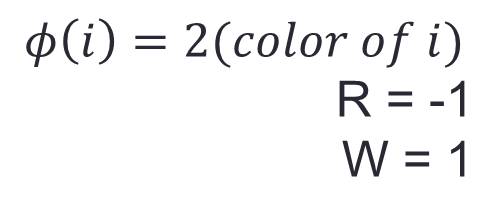 ϕ(i) = 2(color of i)
R = -1
W = 1